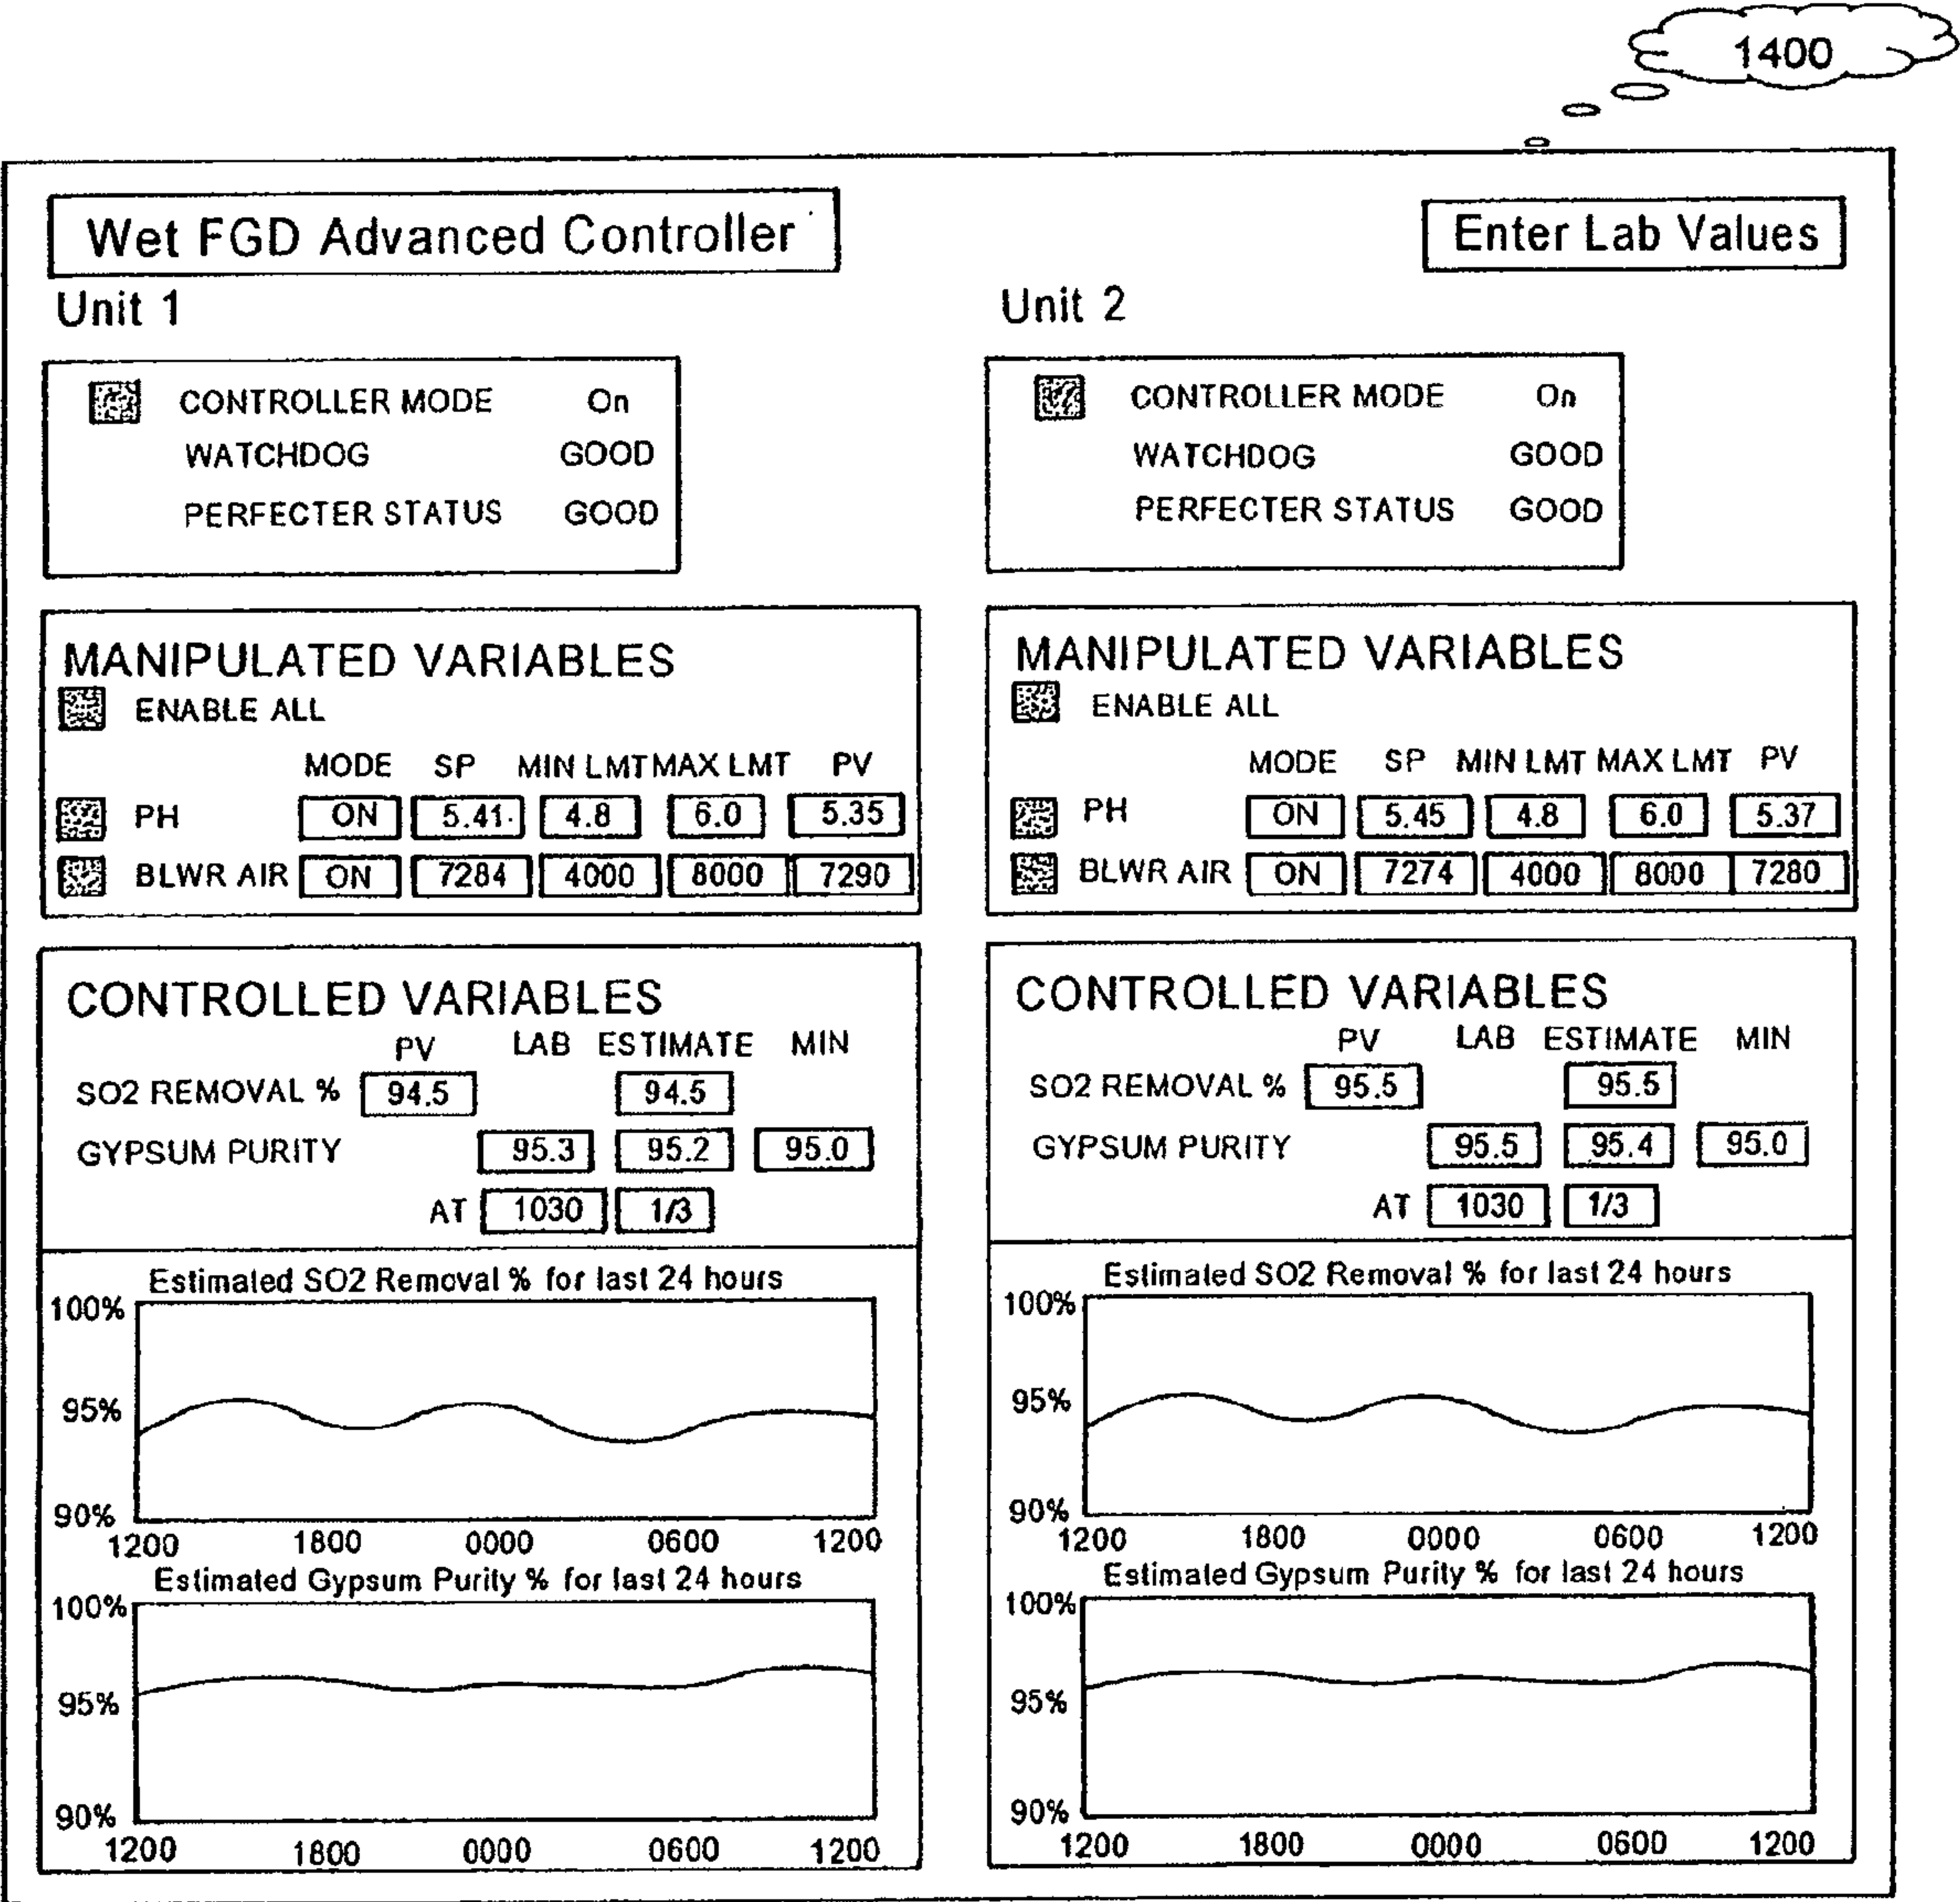 1400
Wet FGD Advanced Controller
Enter Lab Values
Unit 1
CONTROLLER MODE On
WATCHDOG GOOD
PERFECTER STATUS GOOD
MANIPULATED VARIABLES
ENABLE ALL
MODE SP MIN LMT MAX LMT PV
PH ON 5.41 4.8 6.0 5.35
BLWR AIR ON 7284 4000 8000 7290
CONTROLLED VARIABLES
PV LAB ESTIMATE MIN
SO2 REMOVAL % 94.5 94.5
GYPSUM PURITY 95.3 95.2 95.0
AT 1030 1/3
Estimated SO2 Removal % for last 24 hours
100%
95%
90%
1200 1800 0000 0600 1200
Estimated Gypsum Purity % for last 24 hours
100%
95%
90%
1200 1800 0000 0600 1200
Unit 2
CONTROLLER MODE On
WATCHDOG GOOD
PERFECTER STATUS GOOD
MANIPULATED VARIABLES
ENABLE ALL
MODE SP MIN LMT MAX LMT PV
PH ON 5.45 4.8 6.0 5.37
BLWR AIR ON 7274 4000 8000 7280
CONTROLLED VARIABLES
PV LAB ESTIMATE MIN
SO2 REMOVAL % 95.5 95.5
GYPSUM PURITY 95.5 95.4 95.0
AT 1030 1/3
Estimated SO2 Removal % for last 24 hours
100%
95%
90%
1200 1800 0000 0600 1200
Estimated Gypsum Purity % for last 24 hours
100%
95%
90%
1200 1800 0000 0600 1200